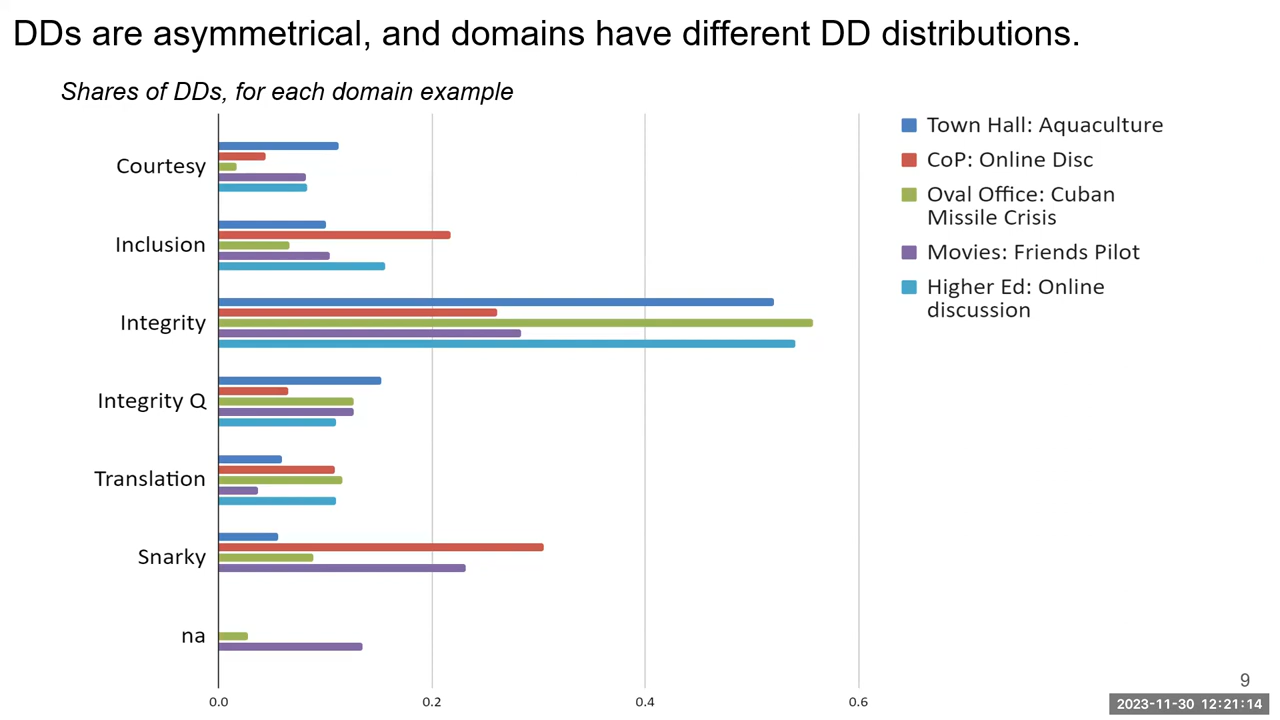 DDs are asymmetrical, and domains have different DD distributions.
Shares of DDs, for each domain example
Courtesy
Inclusion
Integrity
Integrity Q
Translation
Snarky
na
0.0
0.2
0.4
0.6
Town Hall: Aquaculture
CoP: Online Disc
Oval Office: Cuban
Missile Crisis
Movies: Friends Pilot
Higher Ed: Online
discussion
9
2023-11-30 12:21:14